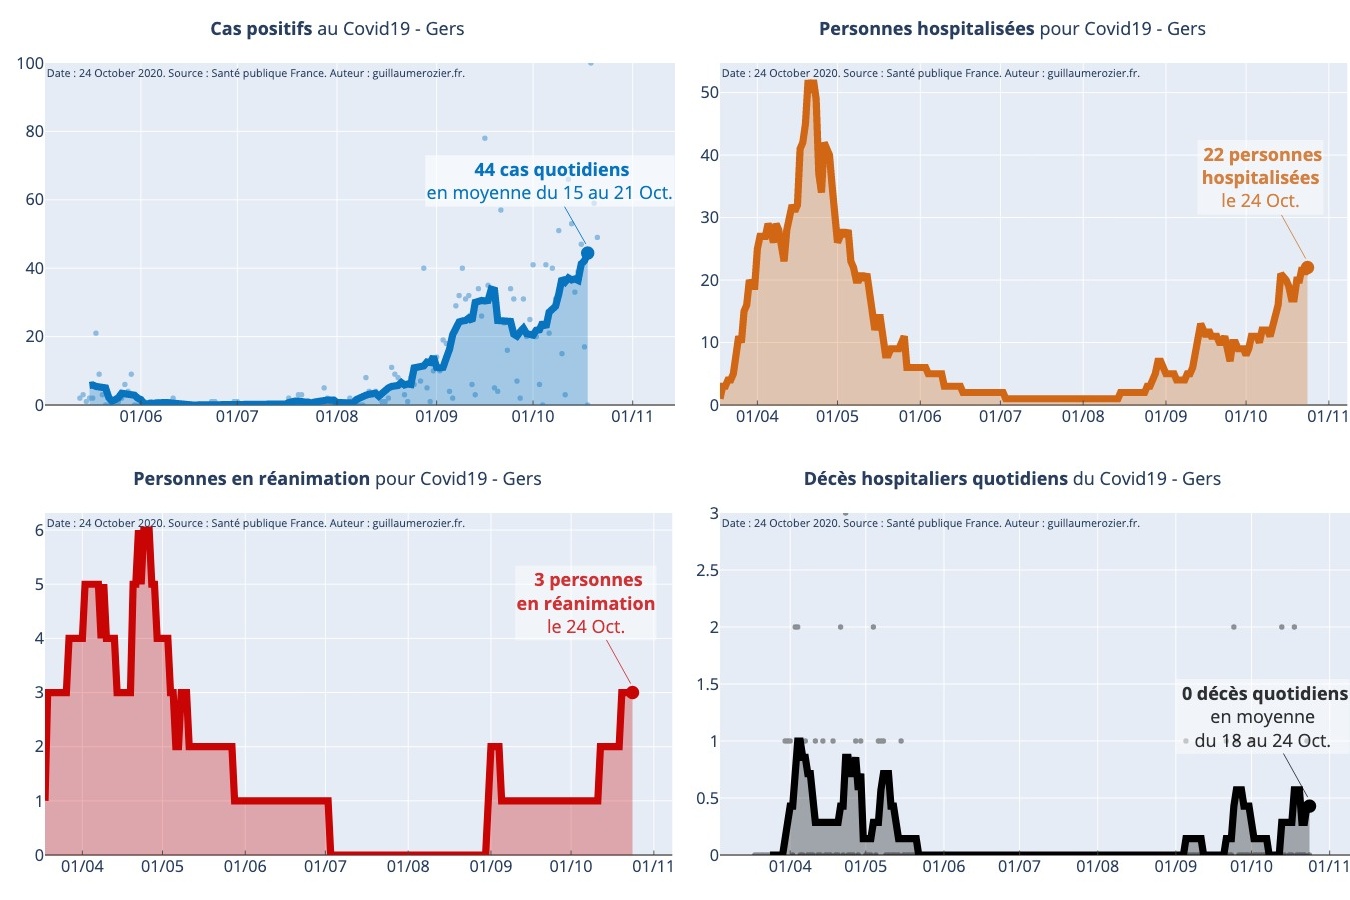 Cas positifs au Covid19 - Gers
Date : 24 October 2020. Source : Santé publique France. Auteur : guillaumerozier.fr.
100
80
60
40
20
0
44 cas quotidiens
en moyenne du 15 au 21 Oct.
01/06 01/07 01/08 01/09 01/10 01/11
Personnes hospitalisées pour Covid19 - Gers
Date : 24 October 2020. Source : Santé publique France. Auteur : guillaumerozier.fr.
50
40
30
20
10
0
22 personnes
hospitalisées
le 24 Oct.
01/04 01/05 01/06 01/07 01/08 01/09 01/10 01/11
Personnes en réanimation pour Covid19 - Gers
Date : 24 October 2020. Source : Santé publique France. Auteur : guillaumerozier.fr.
6
5
4
3
2
1
0
3 personnes
en réanimation
le 24 Oct.
01/04 01/05 01/06 01/07 01/08 01/09 01/10 01/11
Décès hospitaliers quotidiens du Covid19 - Gers
Date : 24 October 2020. Source : Santé publique France. Auteur : guillaumerozier.fr.
3
2.5
2
1.5
1
0.5
0
0 décès quotidiens
en moyenne
du 18 au 24 Oct.
01/04 01/05 01/06 01/07 01/08 01/09 01/10 01/11